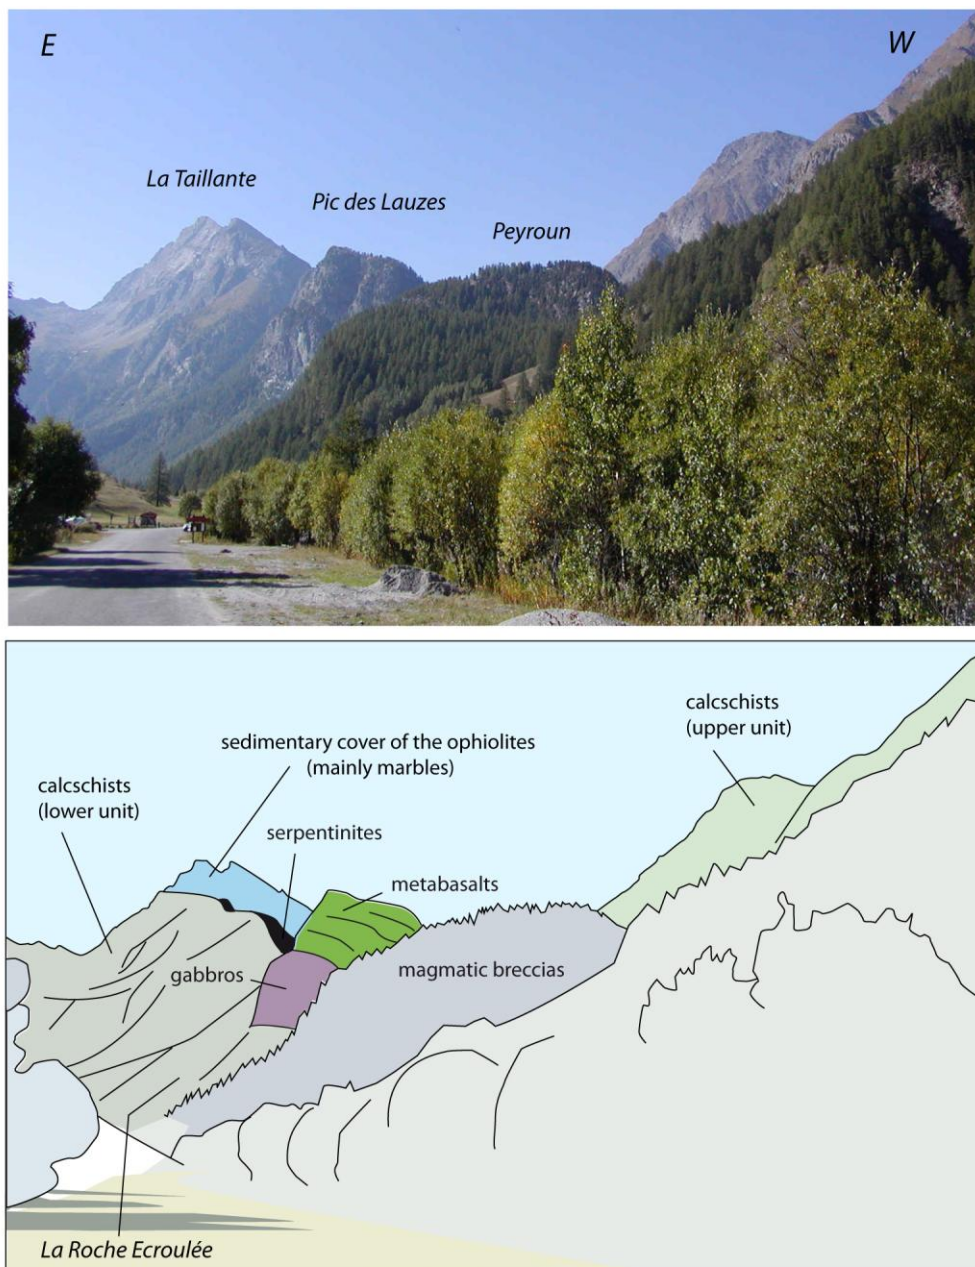 E
W
La Taillante
Pic des Lauzes
Peyroun
calcschists
(upper unit)
sedimentary cover of the ophiolites
(mainly marbles)
calcschists
(lower unit)
serpentinites
metabasalts
gabbros
magmatic breccias
La Roche Ecroulée